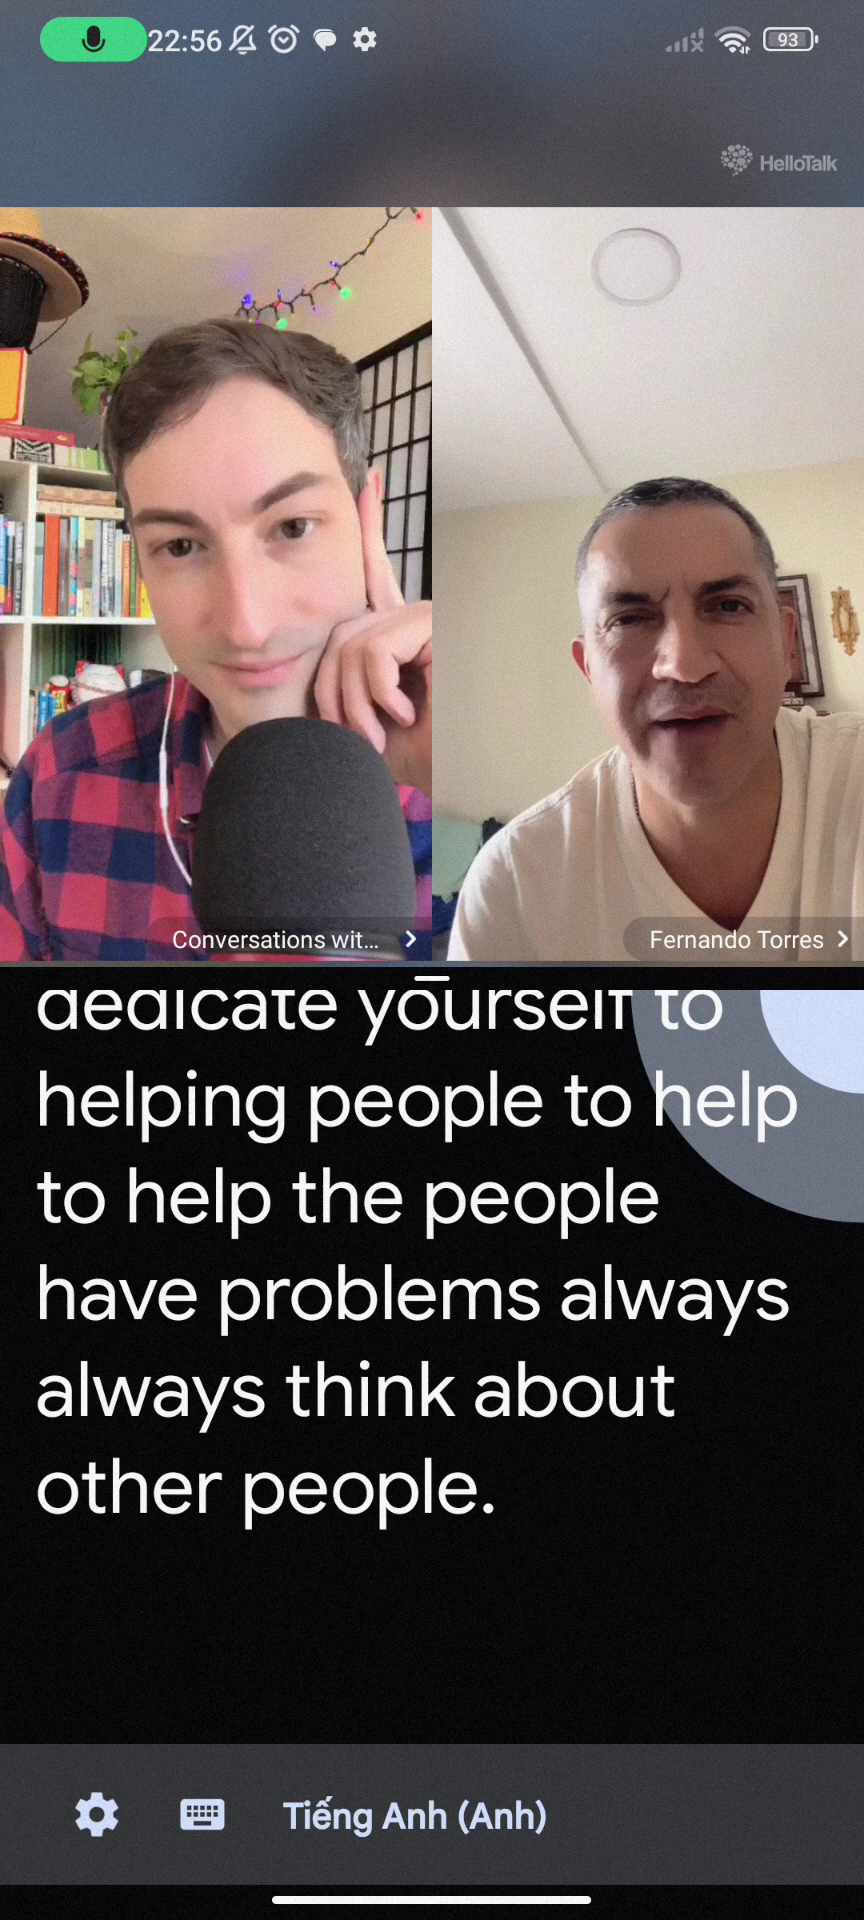 22:56
93
HelloTalk
Conversations wit...
Fernando Torres
dedicate yourself to
helping people to help
to help the people
have problems always
always think about
other people.
Tiếng Anh (Anh)